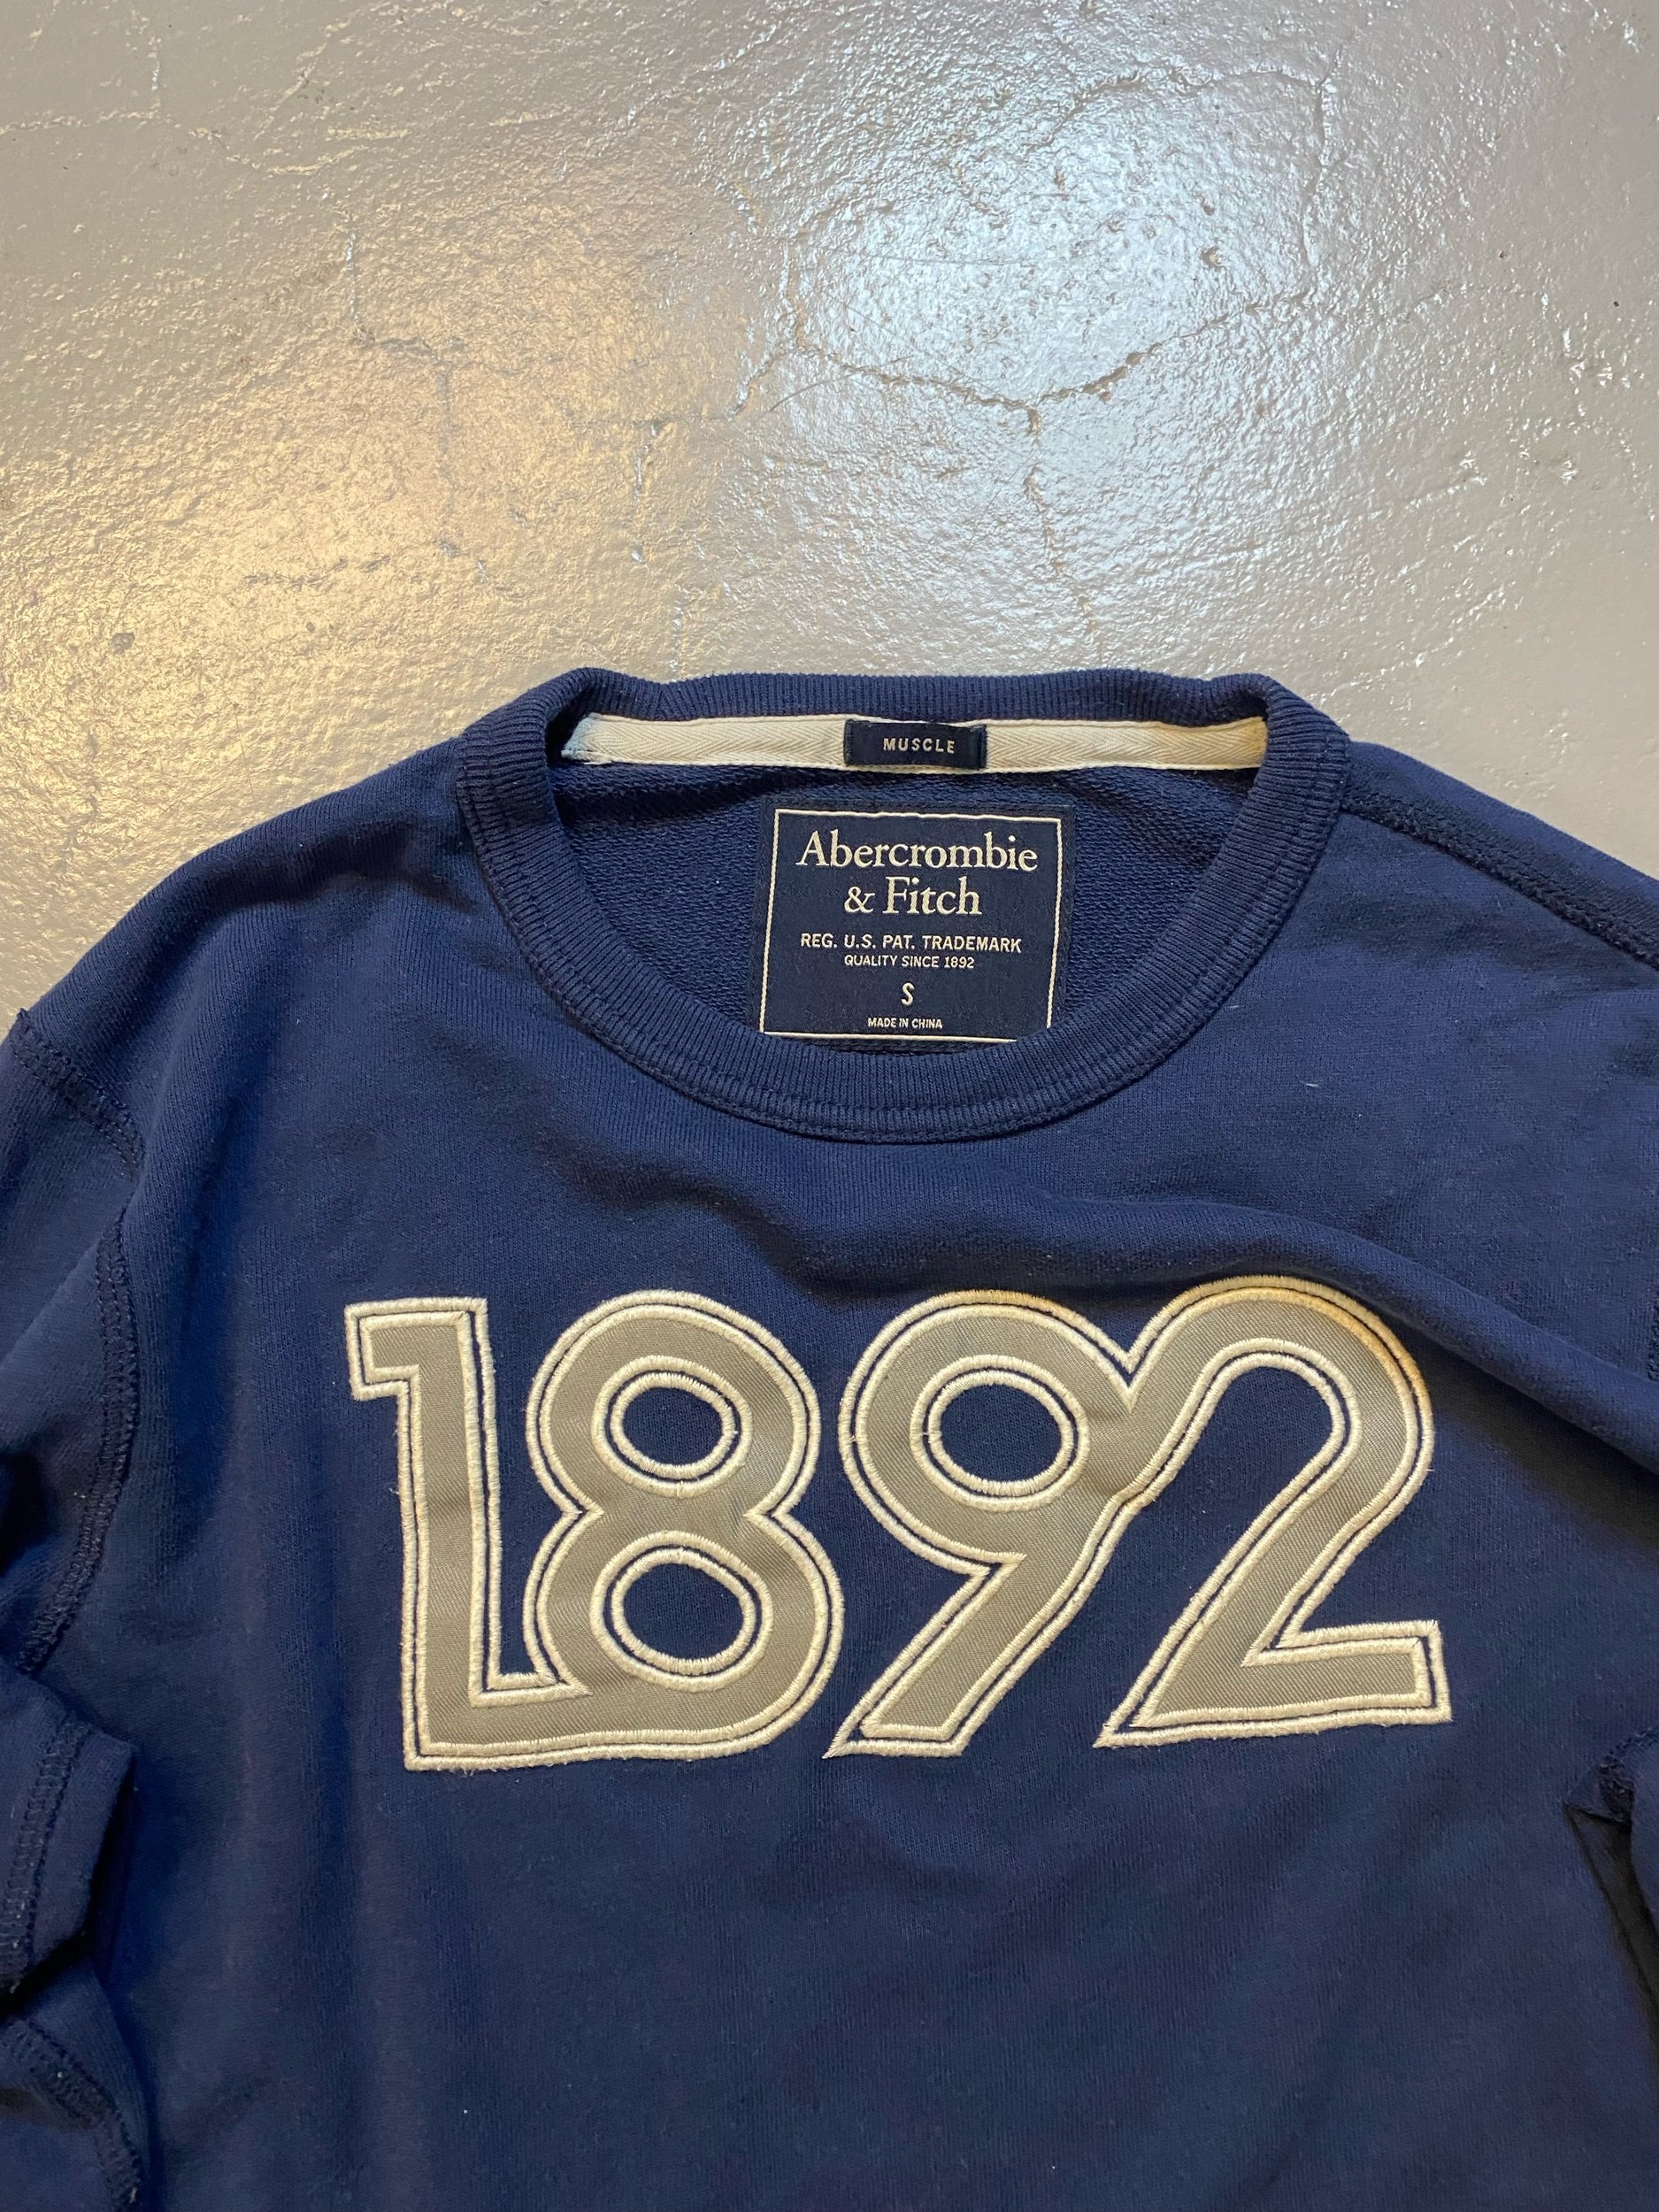 MUSCLE
Abercrombie
& Fitch
REG. U.S. PAT. TRADEMARK
QUALITY SINCE 1892
S
MADE IN CHINA
1892